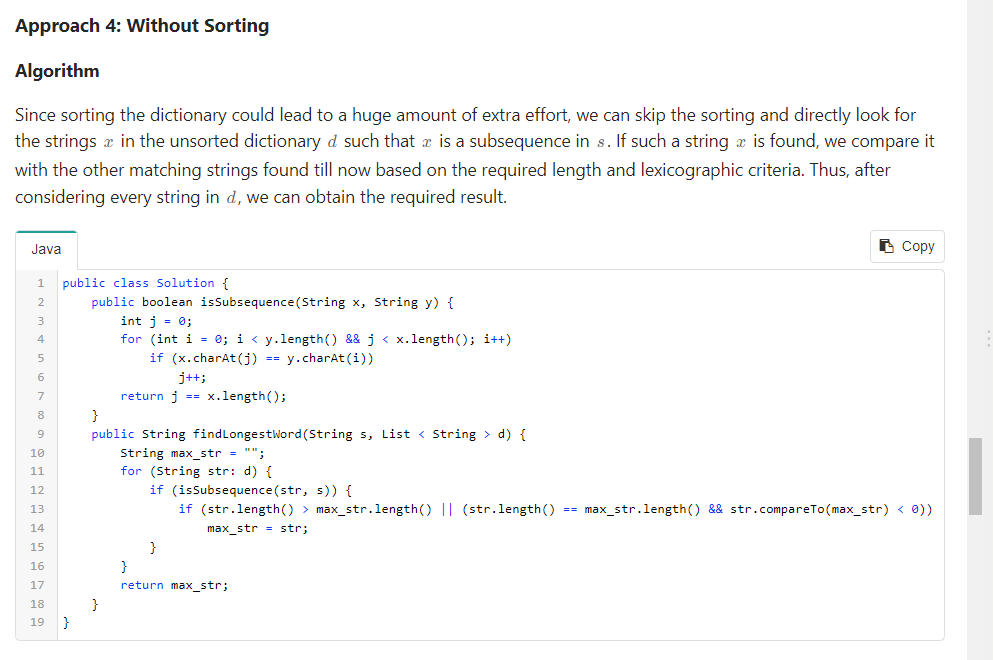 Approach 4: Without Sorting
Algorithm
Since sorting the dictionary could lead to a huge amount of extra effort, we can skip the sorting and directly look for
the strings x in the unsorted dictionary d such that x is a subsequence in s. If such a string x is found, we compare it
with the other matching strings found till now based on the required length and lexicographic criteria. Thus, after
considering every string in d, we can obtain the required result.
Java
Copy
1 public class Solution {
2     public boolean isSubsequence(String x, String y) {
3         int j = 0;
4         for (int i = 0; i < y.length() && j < x.length(); i++)
5             if (x.charAt(j) == y.charAt(i))
6                 j++;
7         return j == x.length();
8     }
9     public String findLongestWord(String s, List < String > d) {
10         String max_str = "";
11         for (String str: d) {
12             if (isSubsequence(str, s)) {
13                 if (str.length() > max_str.length() || (str.length() == max_str.length() && str.compareTo(max_str) < 0))
14                     max_str = str;
15             }
16         }
17         return max_str;
18     }
19 }